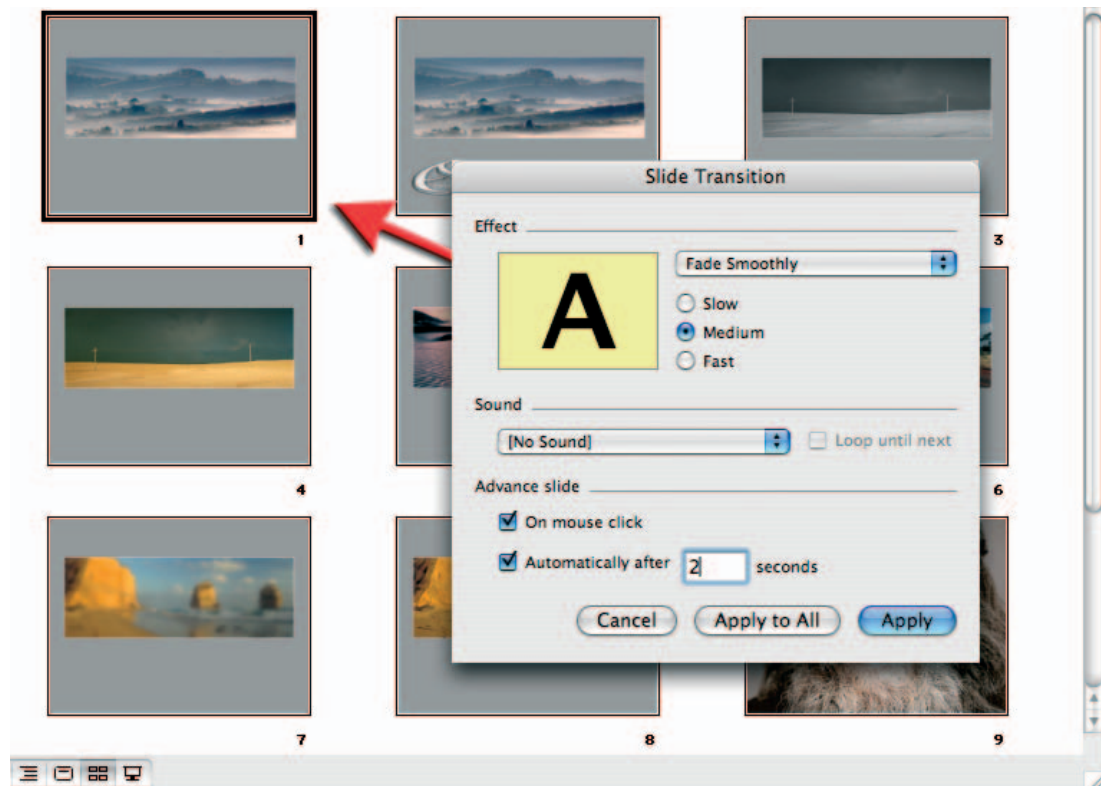 Slide Transition
1
3
Effect
A
Fade Smoothly
Slow
Medium
Fast
Sound
[No Sound]
Loop until next
4
6
Advance slide
On mouse click
Automatically after 2 seconds
Cancel
Apply to All
Apply
7
8
9